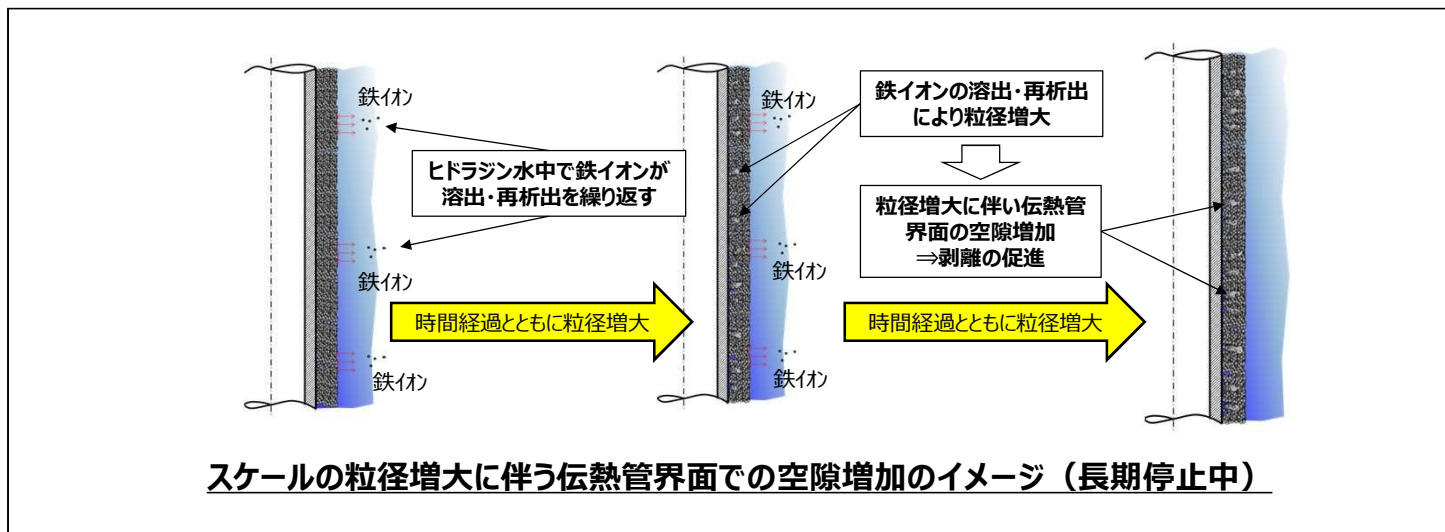 鉄イオン
鉄イオン
鉄イオン
ヒドラジン水中で鉄イオンが
溶出・再析出を繰り返す
時間経過とともに粒径増大
鉄イオン
鉄イオン
鉄イオン
鉄イオンの溶出・再析出
により粒径増大
粒径増大に伴い伝熱管
界面の空隙増加
⇒剥離の促進
時間経過とともに粒径増大
スケールの粒径増大に伴う伝熱管界面での空隙増加のイメージ（長期停止中）